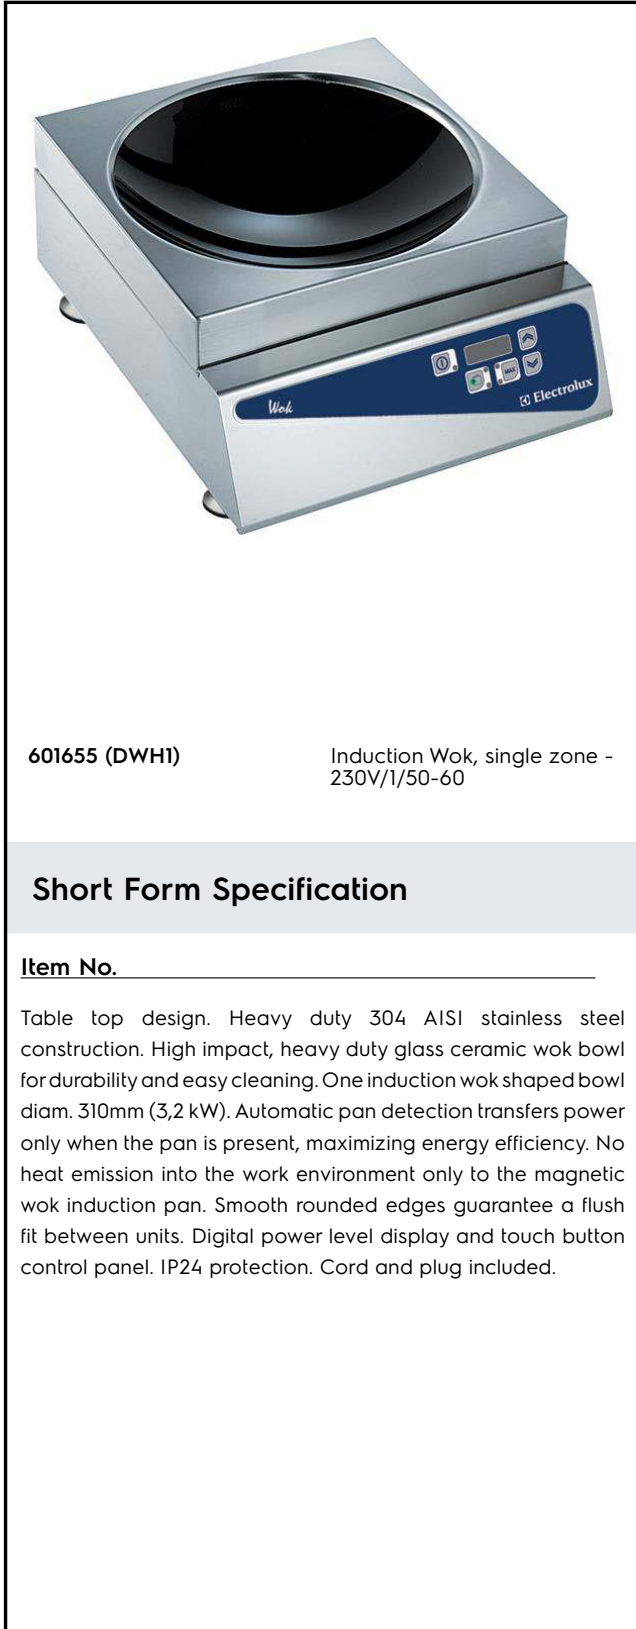 MAX
Wok
Electrolux
601655 (DWH1)
Induction Wok, single zone -
230V/1/50-60
Short Form Specification
Item No.
Table top design. Heavy duty 304 AISI stainless steel
construction. High impact, heavy duty glass ceramic wok bowl
for durability and easy cleaning. One induction wok shaped bowl
diam. 310mm (3,2 kW). Automatic pan detection transfers power
only when the pan is present, maximizing energy efficiency. No
heat emission into the work environment only to the magnetic
wok induction pan. Smooth rounded edges guarantee a flush
fit between units. Digital power level display and touch button
control panel. IP24 protection. Cord and plug included.